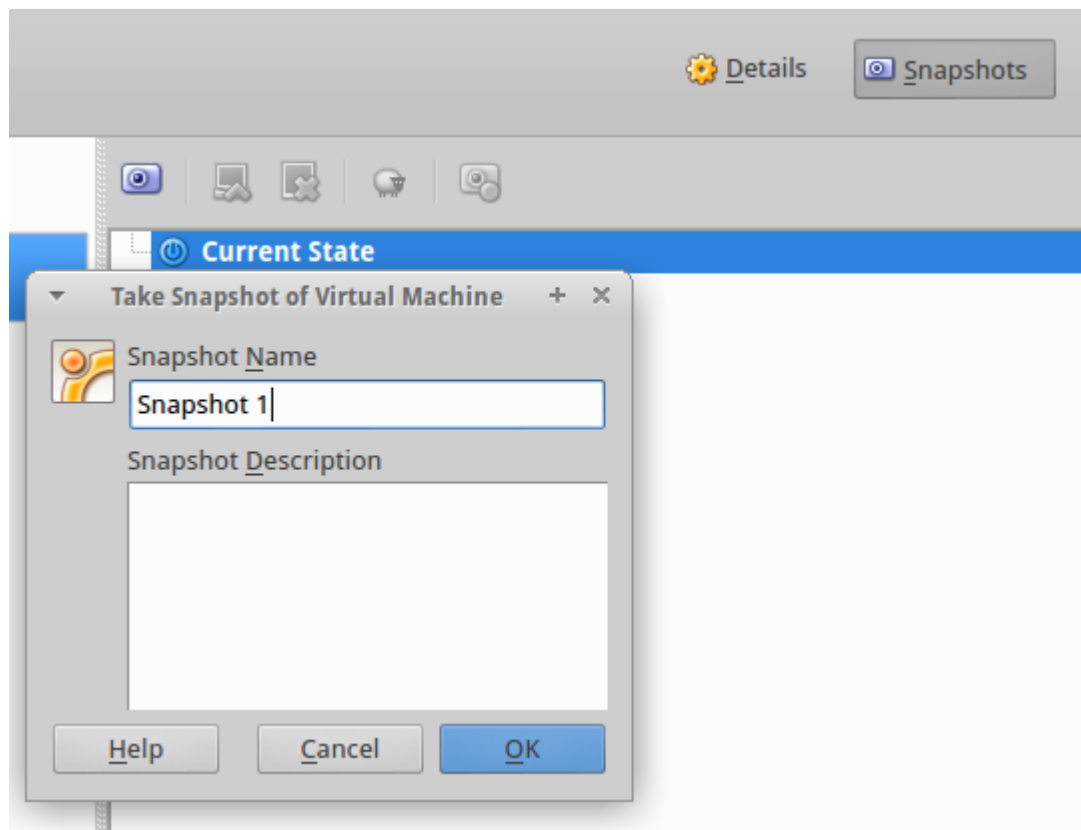 Details
Snapshots
Current State
Take Snapshot of Virtual Machine
Snapshot Name
Snapshot 1
Snapshot Description
Help
Cancel
OK